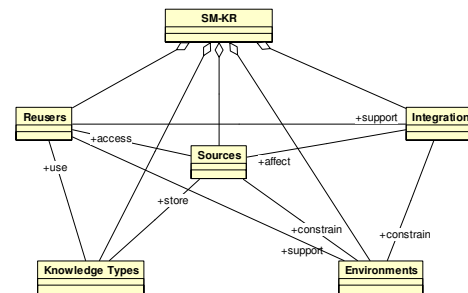 SM-KR
Reusers
+support
Integration
+access
Sources
+affect
+use
+store
+constrain
+constrain
+support
Knowledge Types
Environments